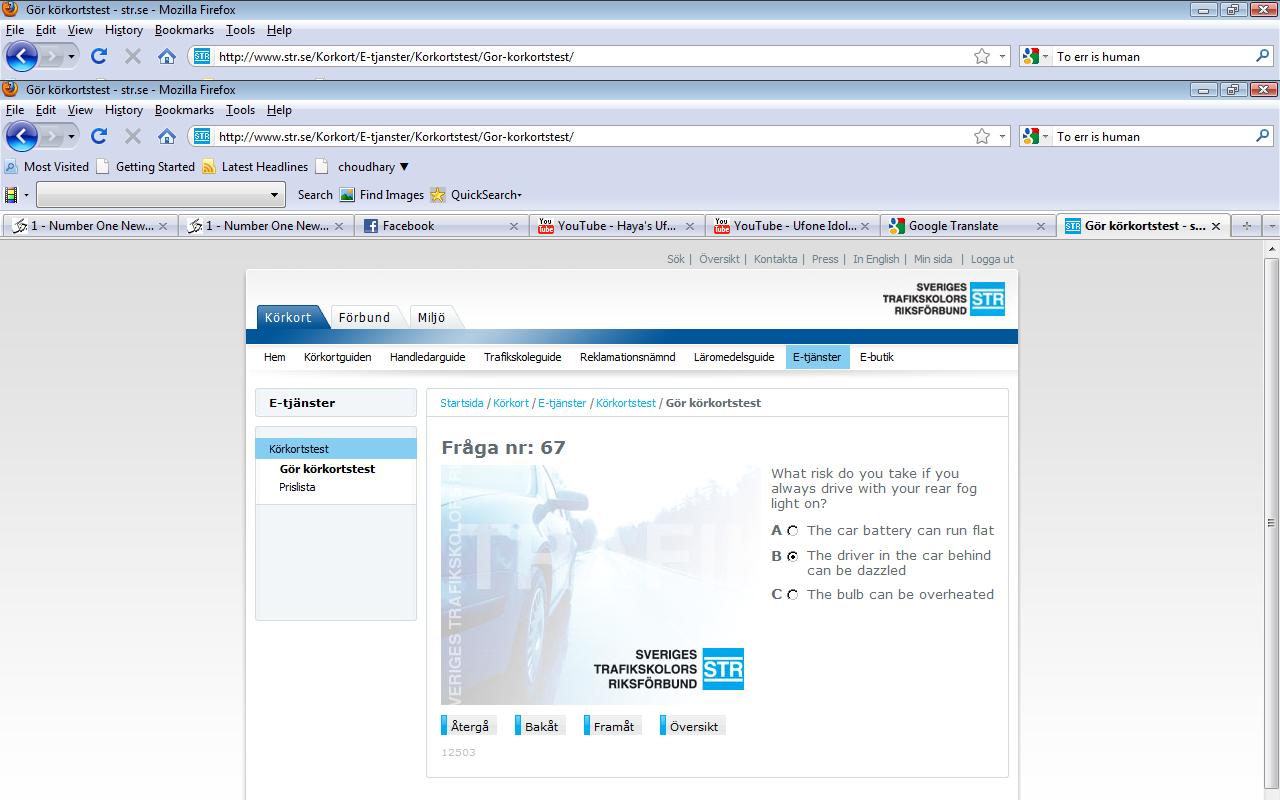 Gör körkortstest - str.se - Mozilla Firefox
File Edit View History Bookmarks Tools Help
STR http://www.str.se/Korkort/E-tjanster/Korkortstest/Gor-korkortstest/ To err is human
Gör körkortstest - str.se - Mozilla Firefox
File Edit View History Bookmarks Tools Help
STR http://www.str.se/Korkort/E-tjanster/Korkortstest/Gor-korkortstest/ To err is human
Most Visited Getting Started Latest Headlines choudhary ▼
Search Find Images QuickSearch
1 - Number One New... 1 - Number One New... Facebook You Tube YouTube - Haya's Uf... You Tube YouTube - Ufone Idol... Google Translate STR Gör körkortstest - s...
Sök | Översikt | Kontakta | Press | In English | Min sida | Logga ut
SVERIGES
TRAFIKSKOLORS STR
RIKSFÖRBUND
Körkort Förbund Miljö
Hem Körkortguiden Handledarguide Trafikskoleguide Reklamationsnämnd Läromedelsguide E-tjänster E-butik
E-tjänster
Körkortstest
Gör körkortstest
Prislista
Startsida / Körkort / E-tjänster / Körkortstest / Gör körkortstest
Fråga nr: 67
What risk do you take if you
always drive with your rear fog
light on?
A The car battery can run flat
B The driver in the car behind
can be dazzled
C The bulb can be overheated
SVERIGES
TRAFIKSKOLORS STR
RIKSFÖRBUND
Återgå Bakåt Framåt Översikt
12503